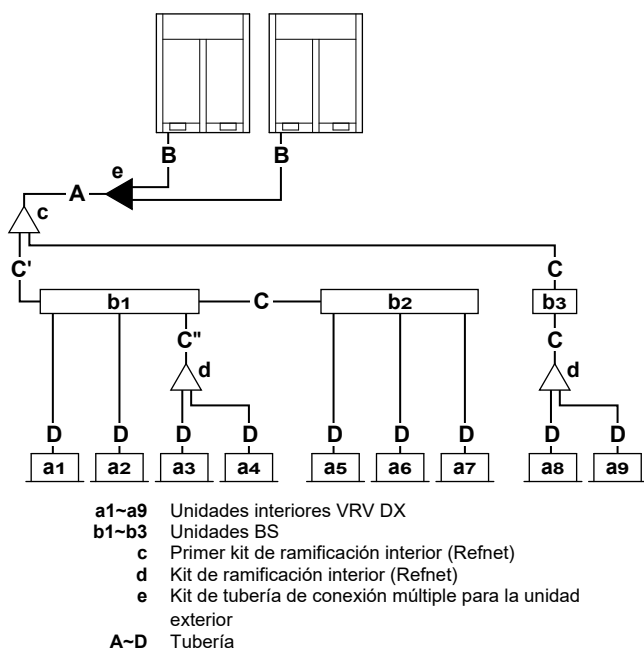 B B
e
A
c
C' C
b1 C b2 b3
C" C
d d
D D D D D D D D D
a1 a2 a3 a4 a5 a6 a7 a8 a9
a1~a9 Unidades interiores VRV DX
b1~b3 Unidades BS
c Primer kit de ramificación interior (Refnet)
d Kit de ramificación interior (Refnet)
e Kit de tubería de conexión múltiple para la unidad
exterior
A~D Tubería